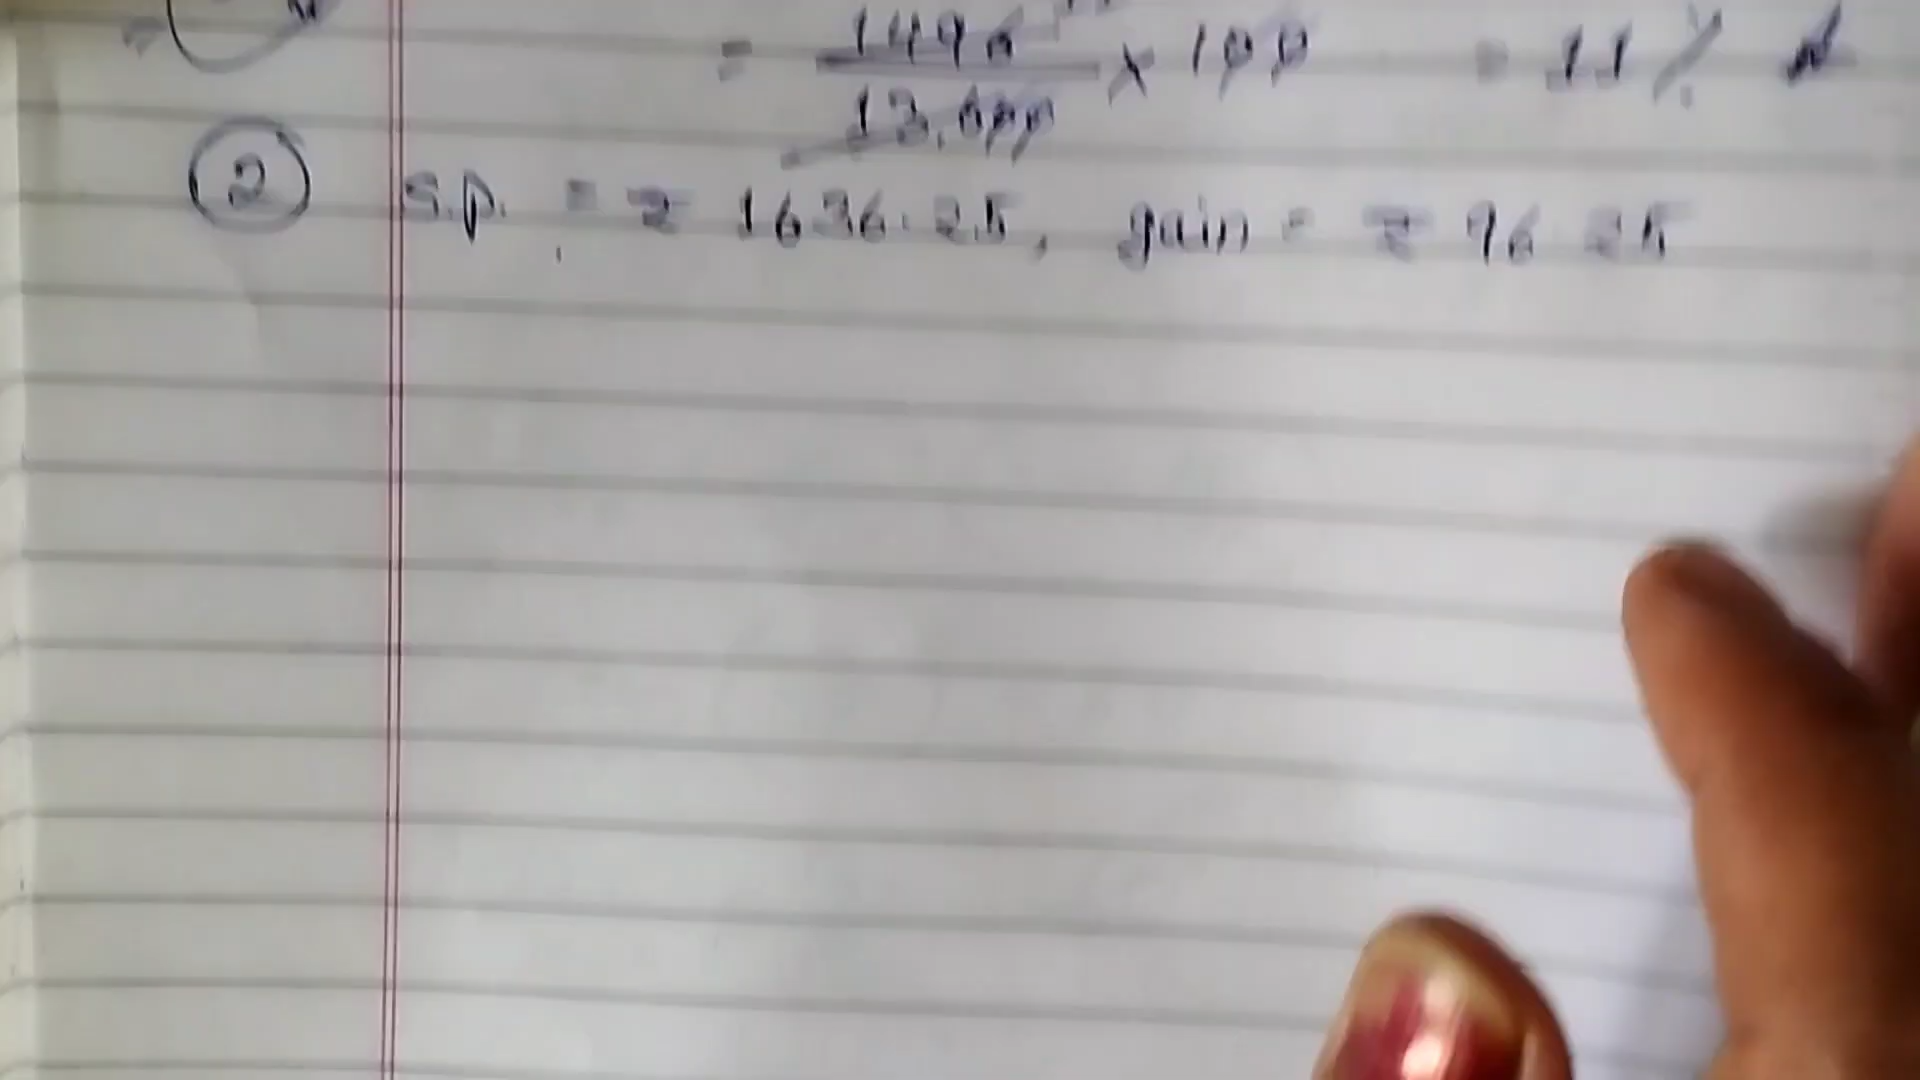 = 1496 / 13,600 × 100 = 11%
② S.P. = ₹ 1636.25, gain = ₹ 96.25